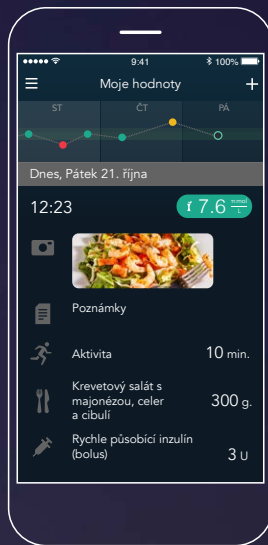 9:41 100%
Moje hodnoty
ST ČT PÁ
Dnes, Pátek 21. října
12:23 7.6 mmol
L
Poznámky
Aktivita 10 min.
Krevetový salát s
majonézou, celer 300 g.
a cibulí
Rychle působící inzulín
(bolus) 3 U